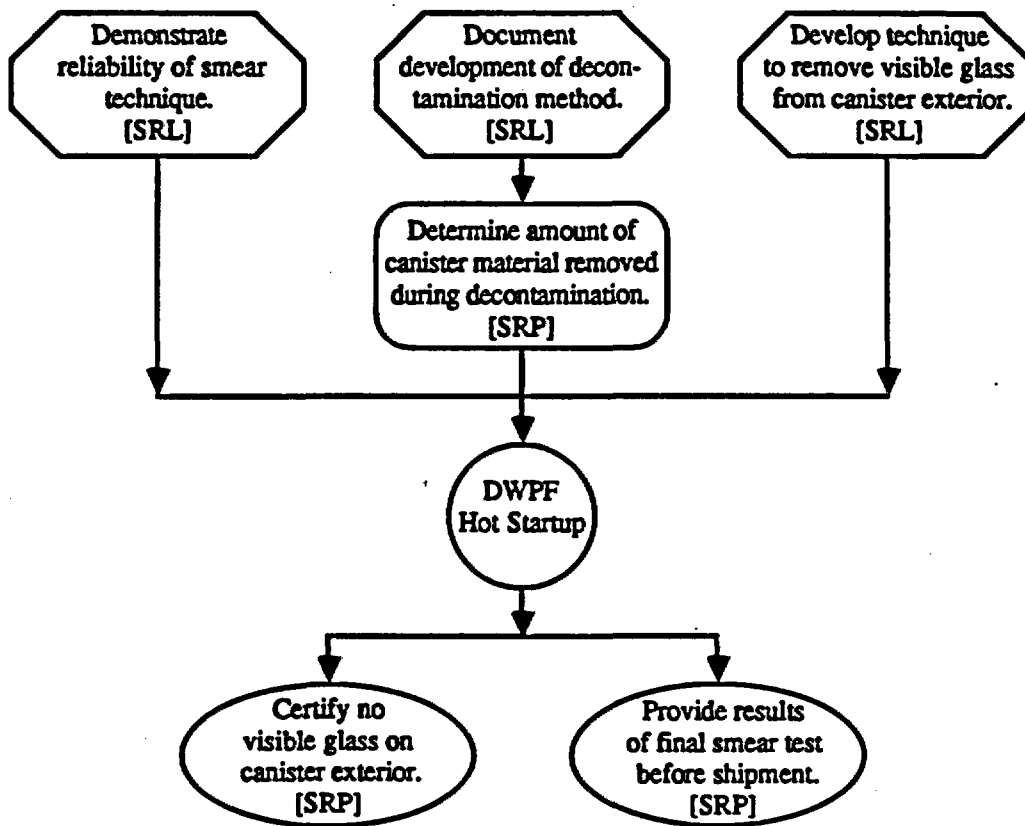 Demonstrate
reliability of smear
technique.
[SRL]
Document
development of decon-
tamination method.
[SRL]
Develop technique
to remove visible glass
from canister exterior.
[SRL]
Determine amount of
canister material removed
during decontamination.
[SRP]
DWPF
Hot Startup
Certify no
visible glass on
canister exterior.
[SRP]
Provide results
of final smear test
before shipment.
[SRP]